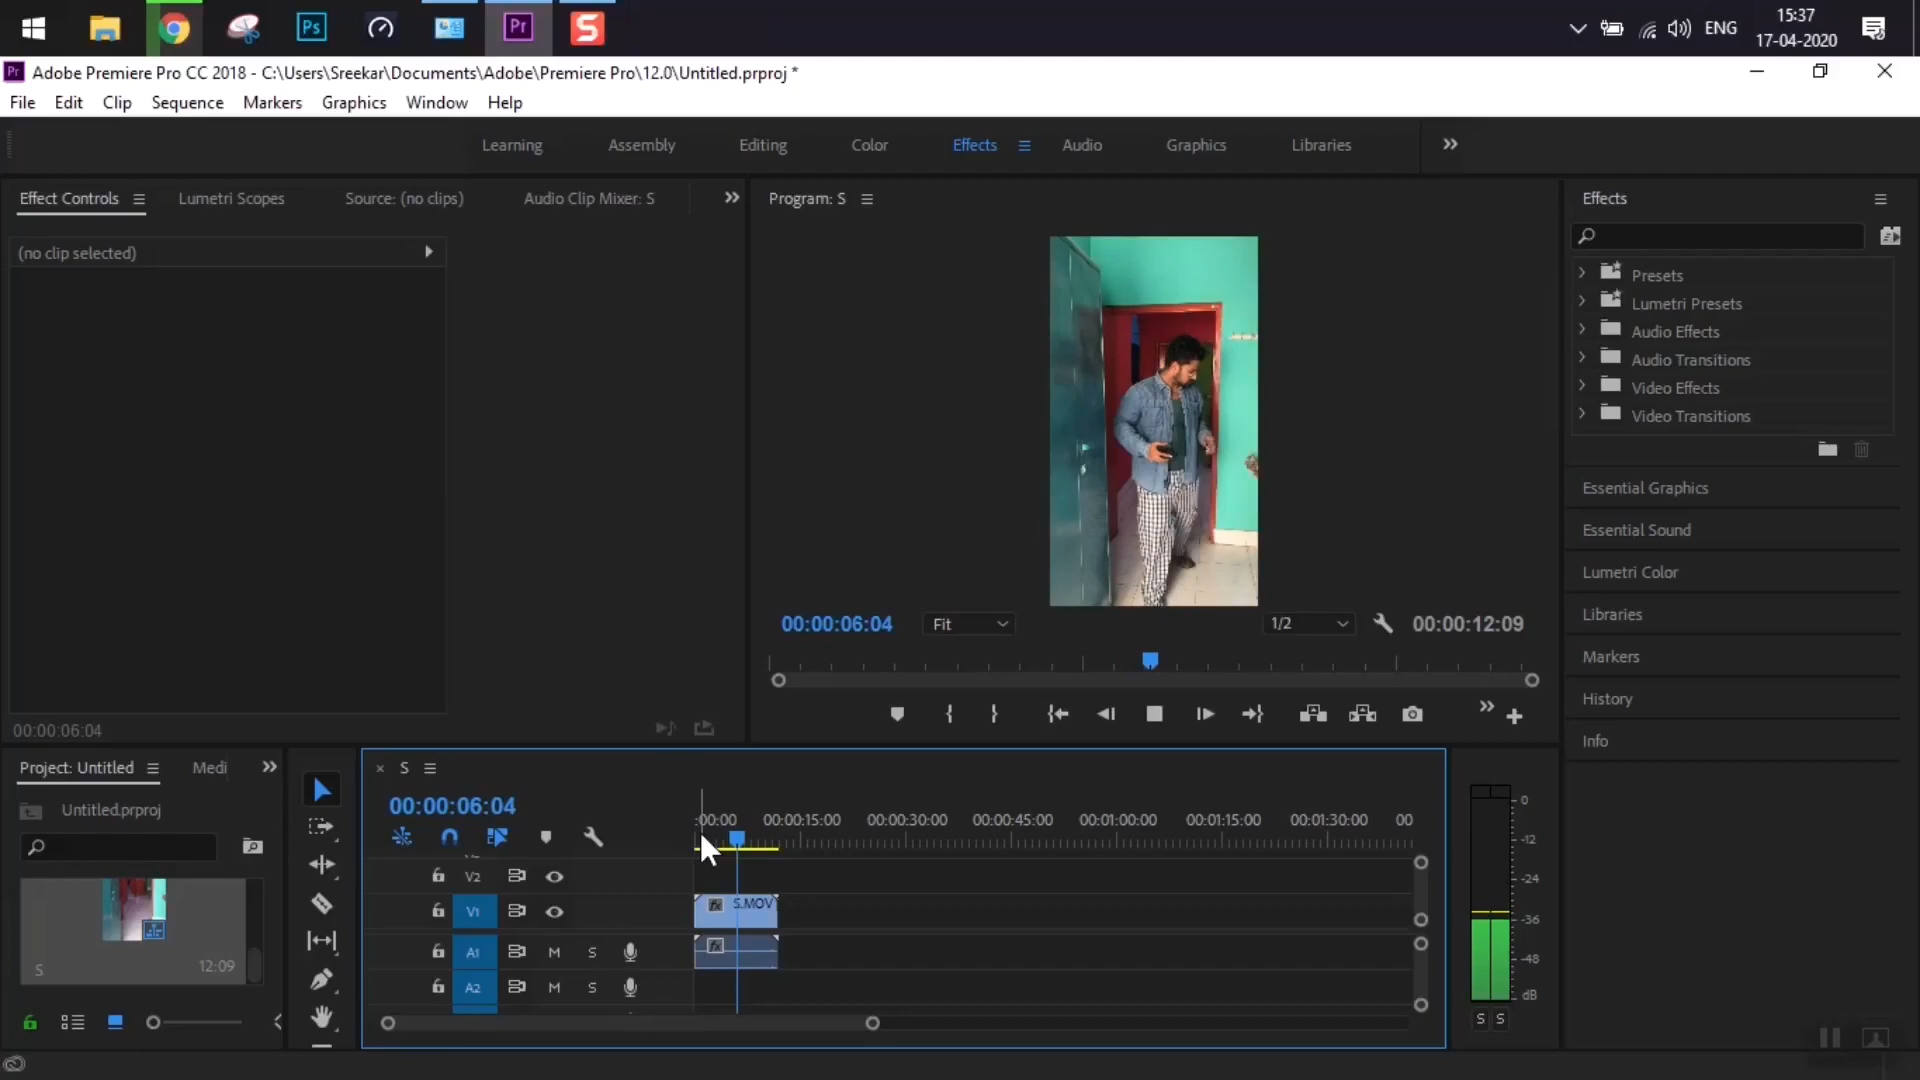 Ps
Pr
S
ENG
15:37
17-04-2020
Pr Adobe Premiere Pro CC 2018 - C:\Users\Sreekar\Documents\Adobe\Premiere Pro\12.0\Untitled.prproj *
File Edit Clip Sequence Markers Graphics Window Help
Learning Assembly Editing Color Effects Audio Graphics Libraries
Effect Controls Lumetri Scopes Source: (no clips) Audio Clip Mixer: S
(no clip selected)
00:00:06:04
Program: S
00:00:06:04 Fit 1/2 00:00:12:09
Effects
Presets
Lumetri Presets
Audio Effects
Audio Transitions
Video Effects
Video Transitions
Essential Graphics
Essential Sound
Lumetri Color
Libraries
Markers
History
Info
Project: Untitled Medi
Untitled.prproj
S 12:09
× S
00:00:06:04
:00:00 00:00:15:00 00:00:30:00 00:00:45:00 00:01:00:00 00:01:15:00 00:01:30:00 00
V2
V1 fx S.MOV
A1 M S fx
A2 M S
0
-12
-24
-36
-48
dB
S S